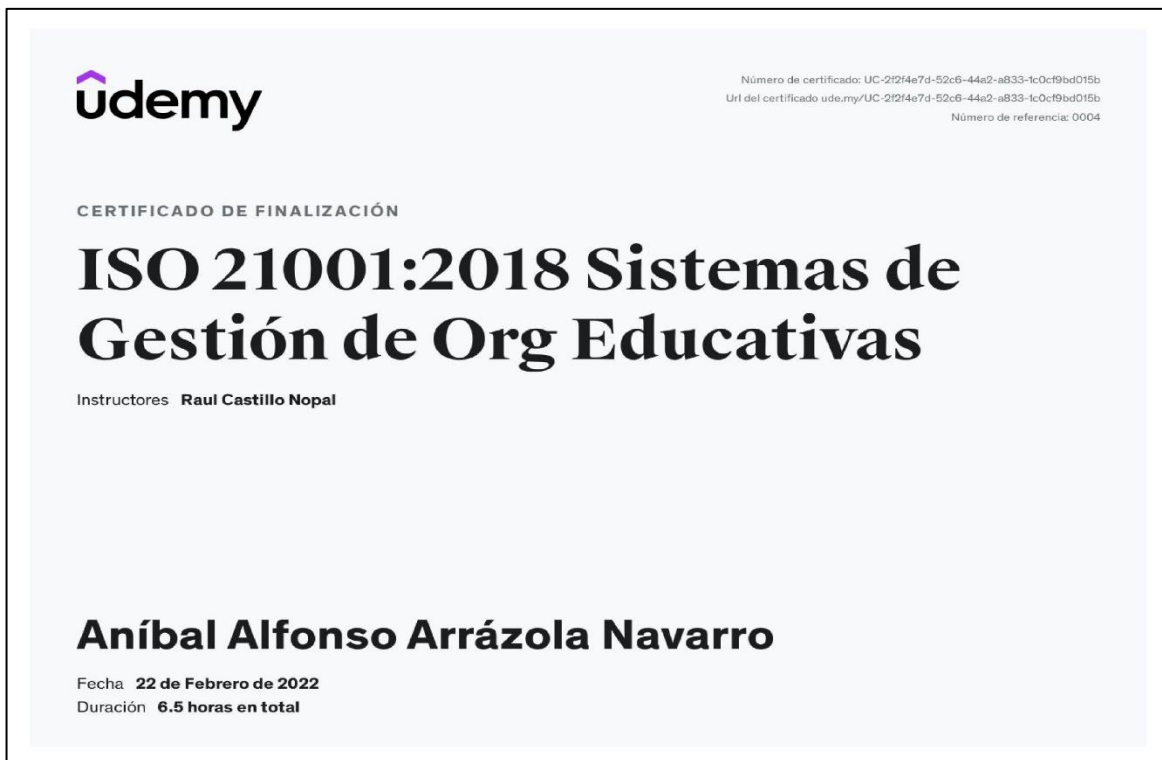 udemy
Número de certificado: UC-2f2f4e7d-52c6-44a2-a833-1c0cf9bd015b
Url del certificado ude.my/UC-2f2f4e7d-52c6-44a2-a833-1c0cf9bd015b
Número de referencia: 0004
CERTIFICADO DE FINALIZACIÓN
ISO 21001:2018 Sistemas de
Gestión de Org Educativas
Instructores Raul Castillo Nopal
Aníbal Alfonso Arrázola Navarro
Fecha 22 de Febrero de 2022
Duración 6.5 horas en total